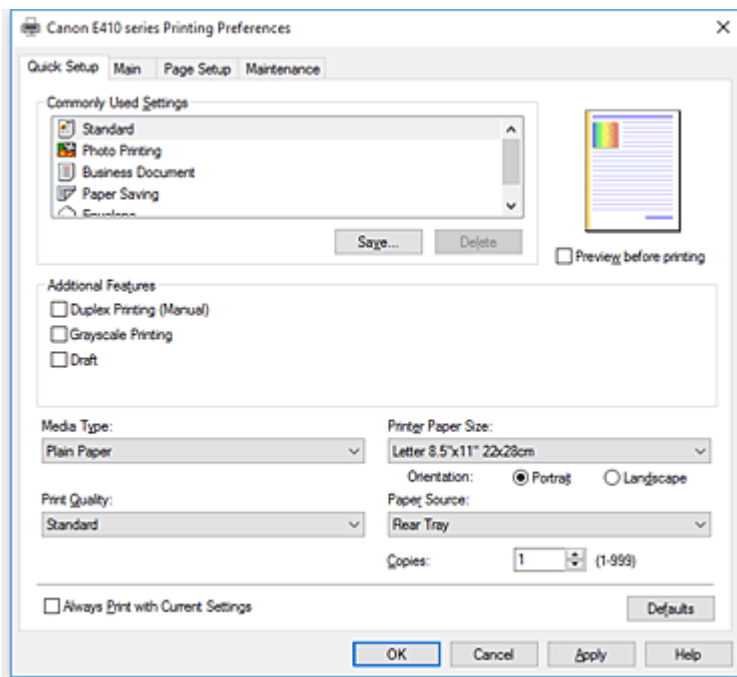 Canon E410 series Printing Preferences
Quick Setup Main Page Setup Maintenance
Commonly Used Settings
Standard
Photo Printing
Business Document
Paper Saving
Envelope
Save... Delete
Preview before printing
Additional Features
Duplex Printing (Manual)
Grayscale Printing
Draft
Media Type: Printer Paper Size:
Plain Paper Letter 8.5"x11" 22x28cm
Orientation: Portrait Landscape
Print Quality: Paper Source:
Standard Rear Tray
Copies: 1 (1-999)
Always Print with Current Settings Defaults
OK Cancel Apply Help